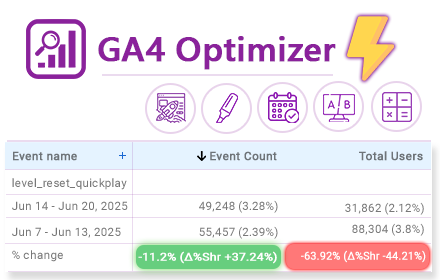 GA4 Optimizer
A B
Event name + ↓ Event Count Total Users
level_reset_quickplay
Jun 14 - Jun 20, 2025 49,248 (3.28%) 31,862 (2.12%)
Jun 7 - Jun 13, 2025 55,457 (2.39%) 88,304 (3.8%)
% change -11.2% (Δ%Shr +37.24%) -63.92% (Δ%Shr -44.21%)